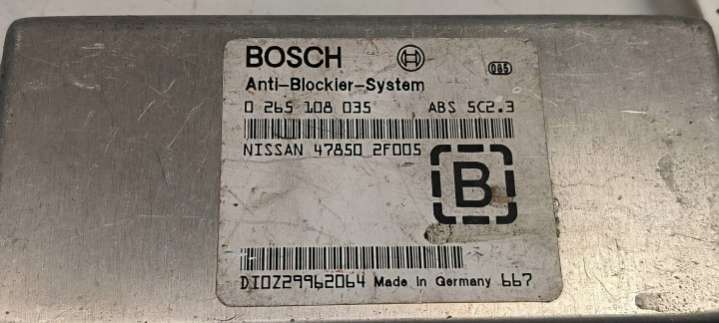 BOSCH
085
Anti-Blockier-System
0 265 108 035 ABS 5C2.3
NISSAN 47850 2F005
B
DIOZ29962064 Made in Germany 667